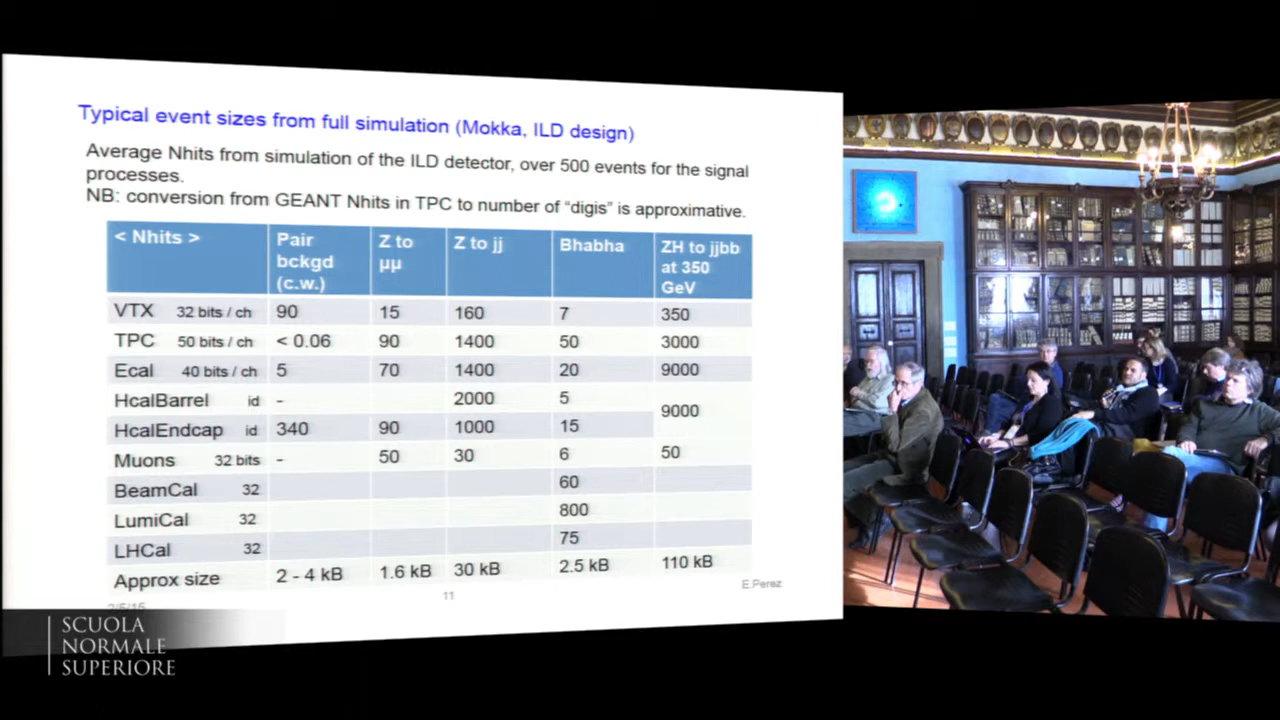 Typical event sizes from full simulation (Mokka, ILD design)
Average Nhits from simulation of the ILD detector, over 500 events for the signal
processes.
NB: conversion from GEANT Nhits in TPC to number of “digis” is approximative.
< Nhits > Pair bckgd (c.w.) Z to μμ Z to jj Bhabha ZH to jjbb at 350 GeV
VTX 32 bits / ch 90 15 160 7 350
TPC 50 bits / ch < 0.06 90 1400 50 3000
Ecal 40 bits / ch 5 70 1400 20 9000
HcalBarrel id - 2000 5 9000
HcalEndcap id 340 90 1000 15
Muons 32 bits - 50 30 6 50
BeamCal 32 60
LumiCal 32 800
LHCal 32 75
Approx size 2 - 4 kB 1.6 kB 30 kB 2.5 kB 110 kB
11 E.Perez
SCUOLA
NORMALE
SUPERIORE